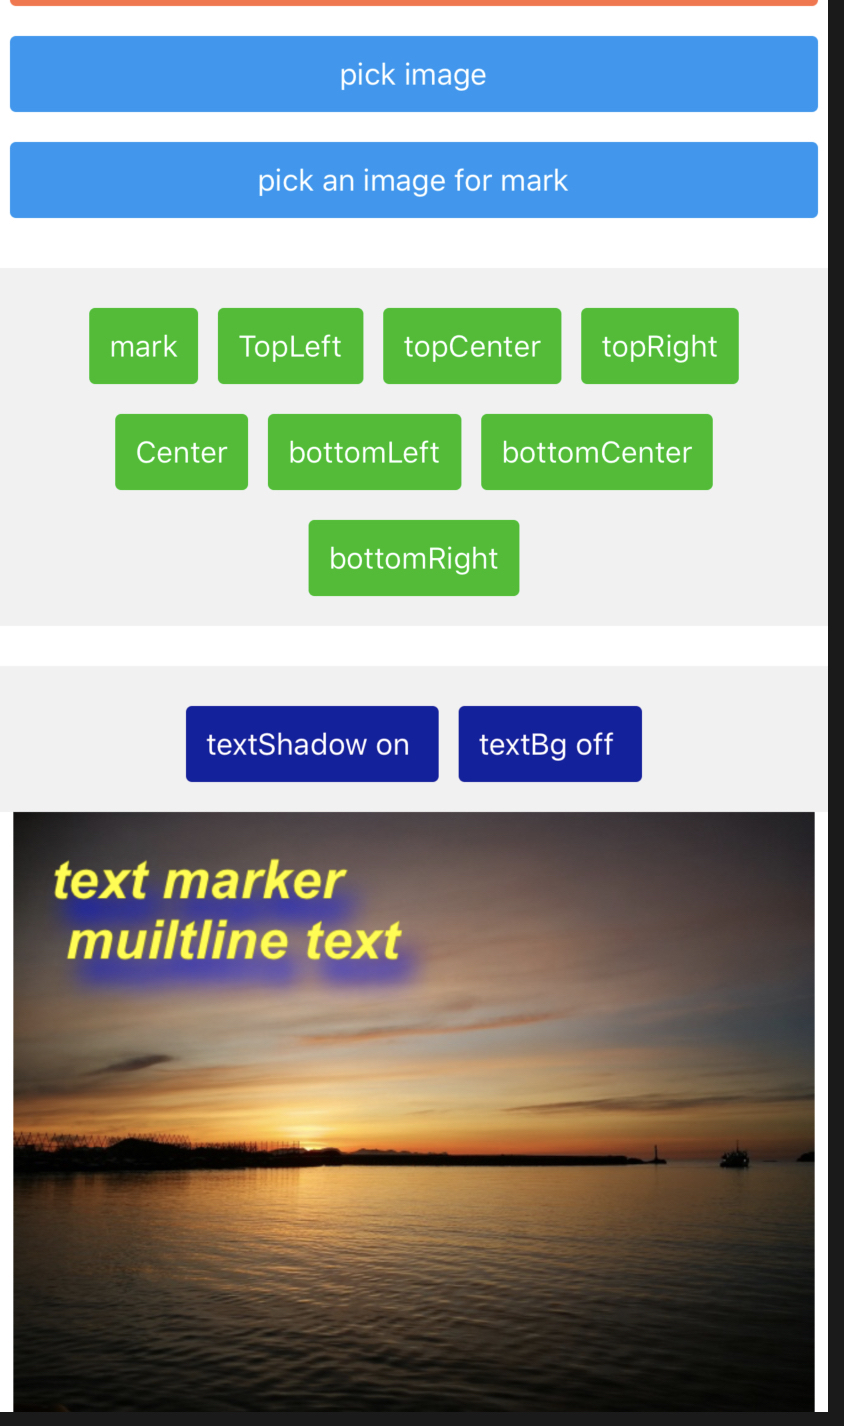 pick image
pick an image for mark
mark TopLeft topCenter topRight
Center bottomLeft bottomCenter
bottomRight
textShadow on textBg off
text marker
muiltline text